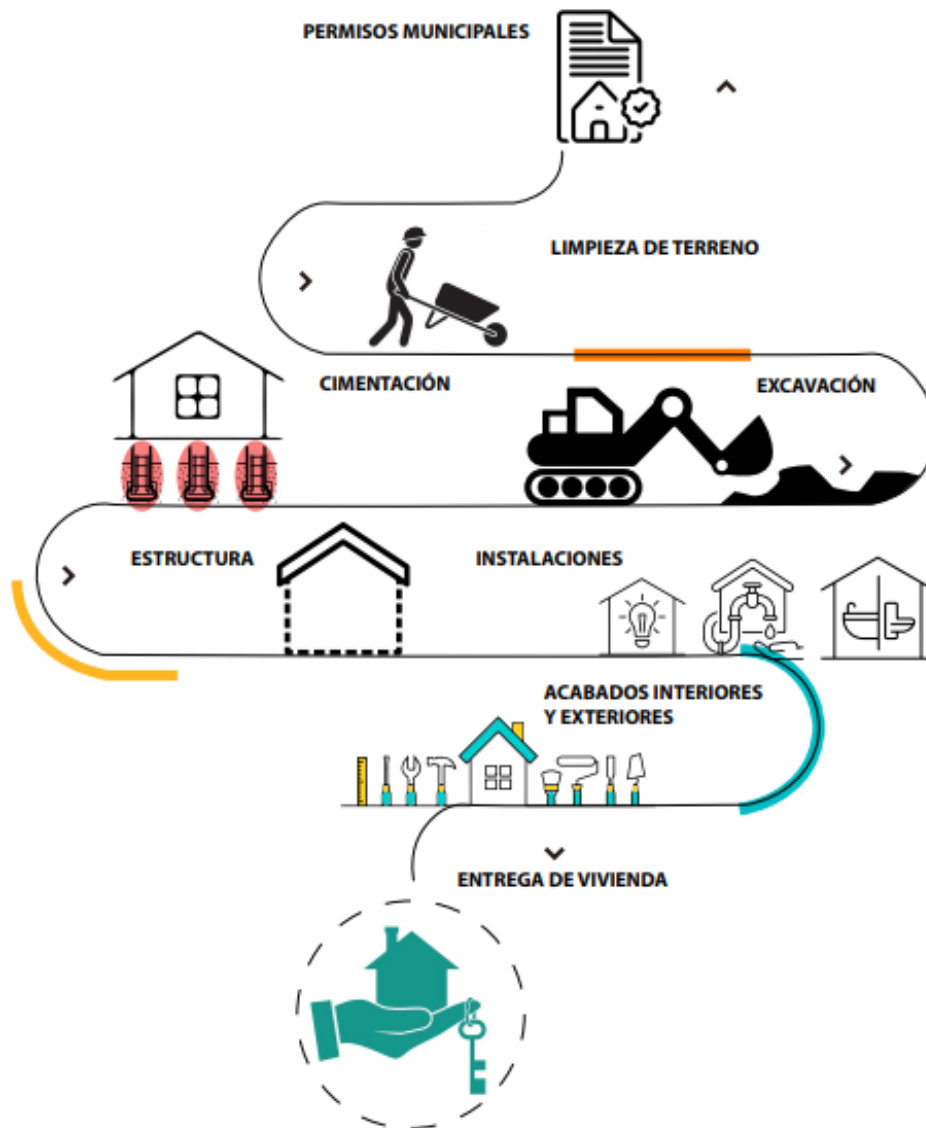 PERMISOS MUNICIPALES
LIMPIEZA DE TERRENO
CIMENTACIÓN
EXCAVACIÓN
ESTRUCTURA
INSTALACIONES
ACABADOS INTERIORES
Y EXTERIORES
ENTREGA DE VIVIENDA